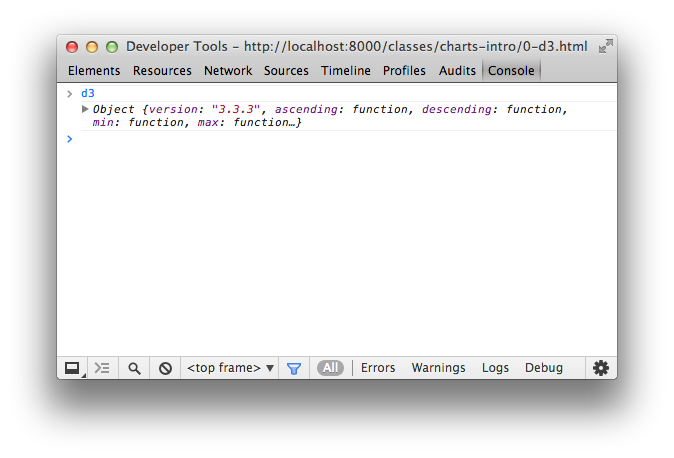 Developer Tools - http://localhost:8000/classes/charts-intro/0-d3.html
Elements Resources Network Sources Timeline Profiles Audits Console
> d3
▶ Object {version: "3.3.3", ascending: function, descending: function,
min: function, max: function…}
>
<top frame> ▼ All Errors Warnings Logs Debug